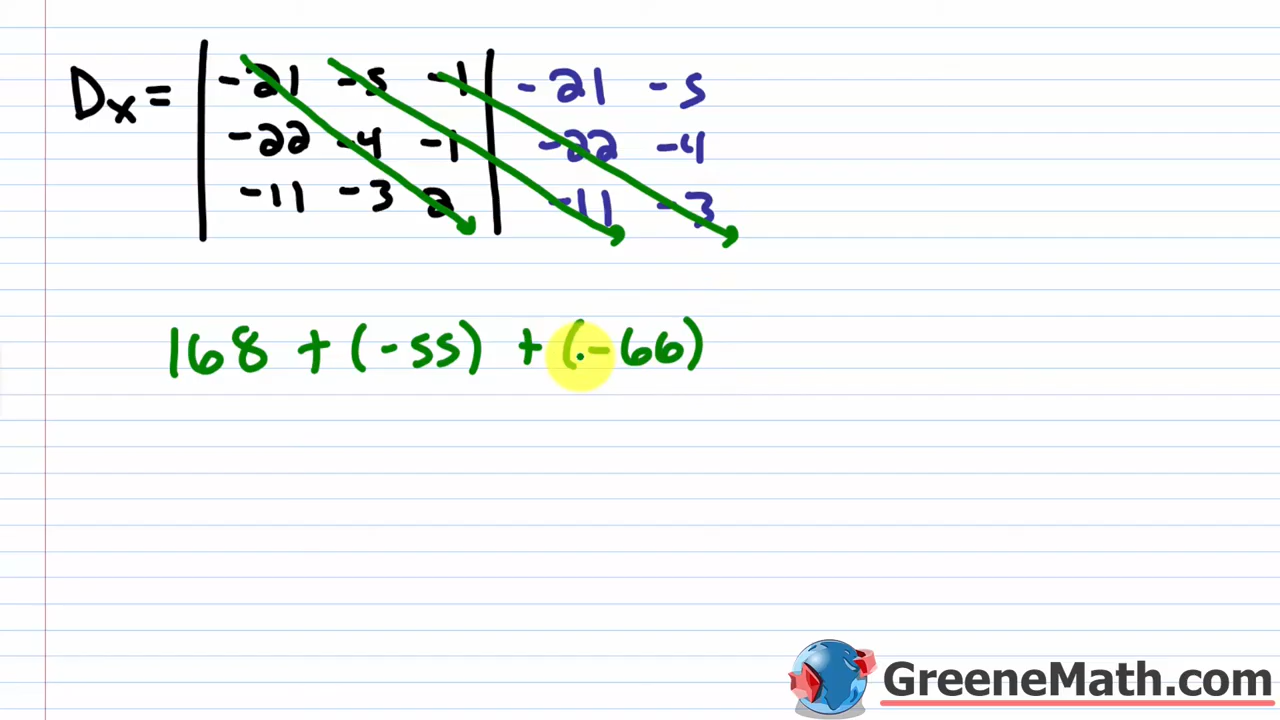 Dx = | -21 -5 -1 | -21 -5
| -22 -4 -1 | -22 -4
| -11 -3 2 | -11 -3
168 + (-55) + (-66)
GreeneMath.com